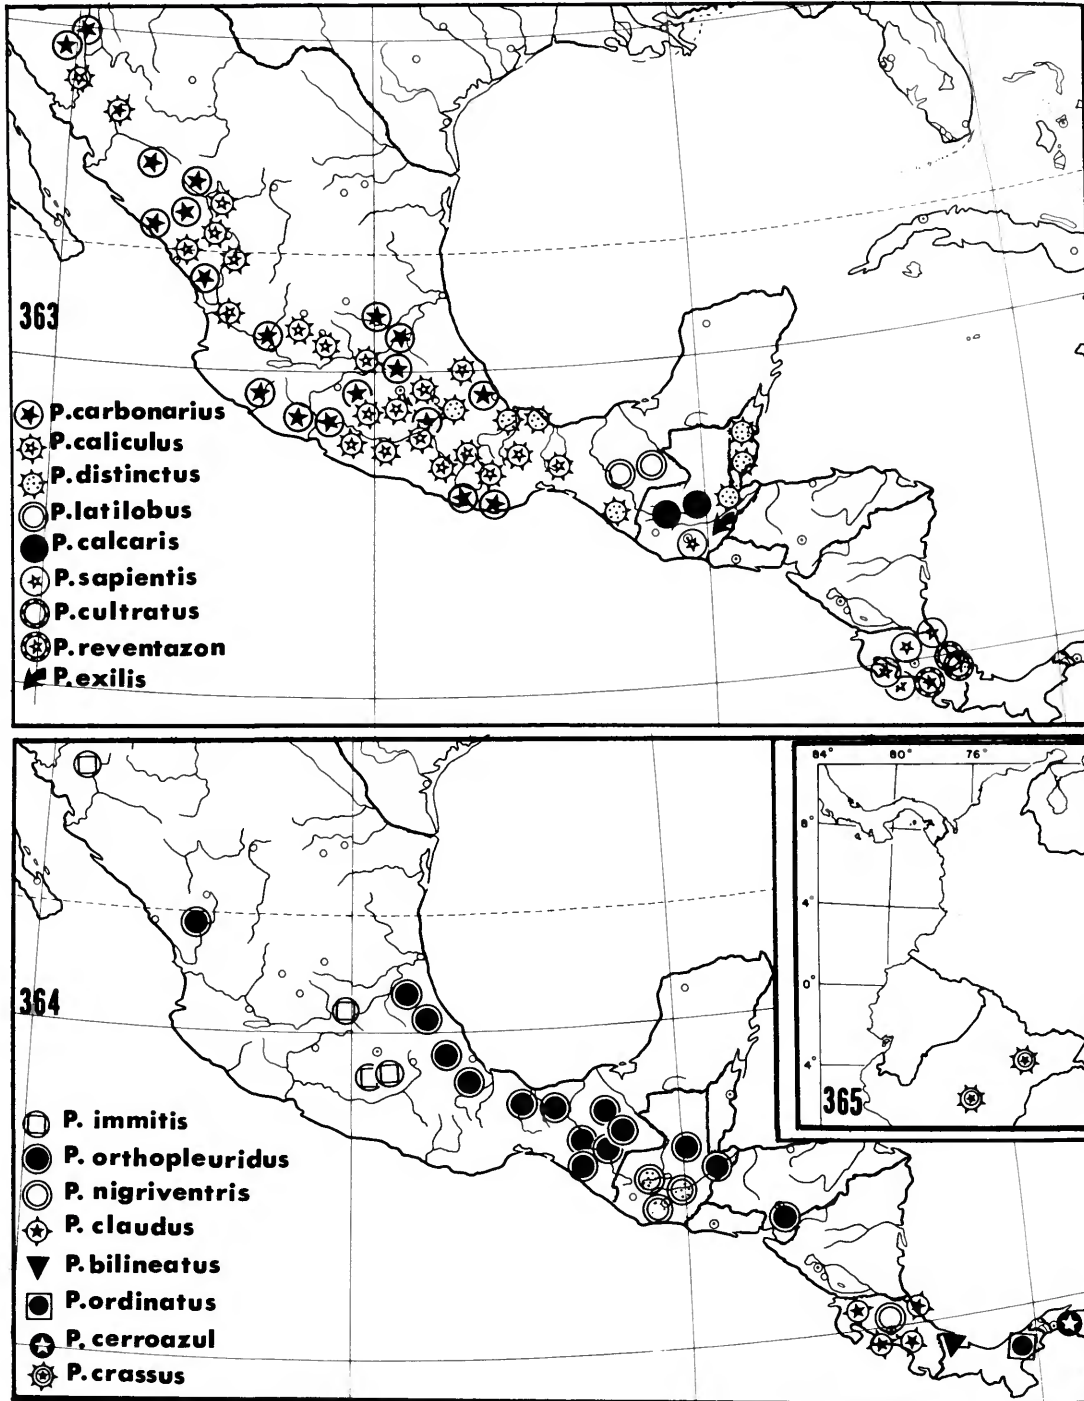 363
P. carbonarius
P. caliculus
P. distinctus
P. latilobus
P. calcaris
P. sapientis
P. cultratus
P. reventazon
P. exilis
84° 80° 76°
8°
4°
0°
4°
365
364
P. immitis
P. orthopleuridus
P. nigriventris
P. claudus
P. bilineatus
P. ordinatus
P. cerroazul
P. crassus